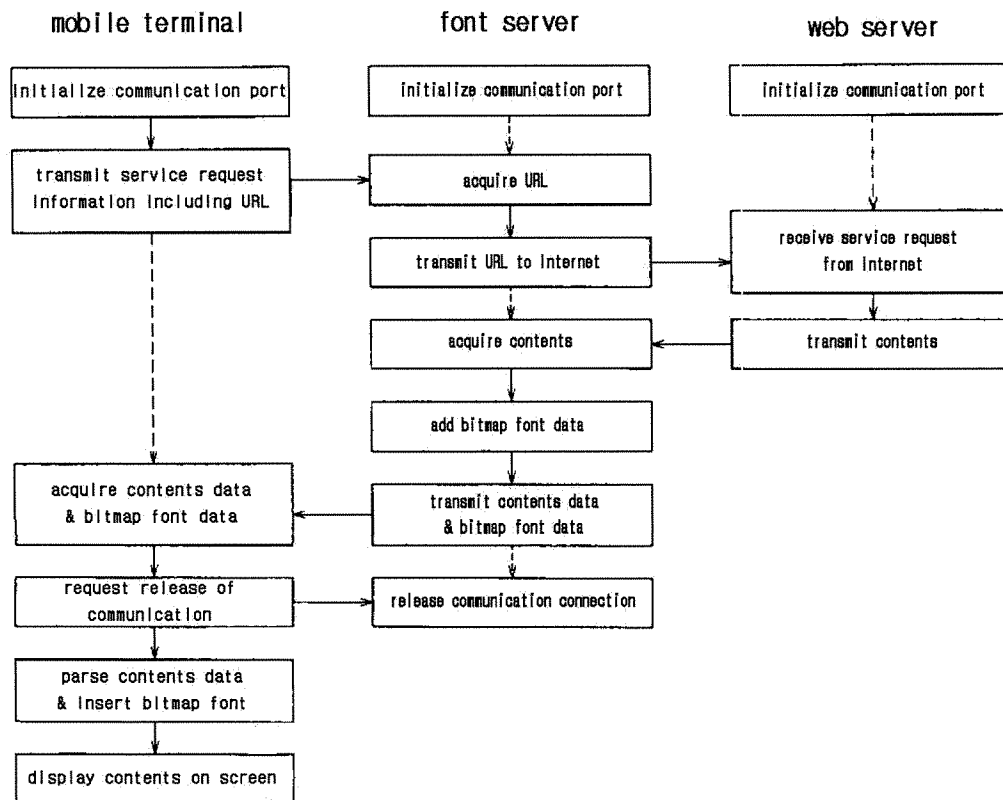 mobile terminal
font server
web server
initialize communication port
initialize communication port
initialize communication port
transmit service request
information including URL
acquire URL
transmit URL to Internet
receive service request
from Internet
acquire contents
transmit contents
add bitmap font data
acquire contents data
& bitmap font data
transmit contents data
& bitmap font data
request release of
communication
release communication connection
parse contents data
& insert bitmap font
display contents on screen